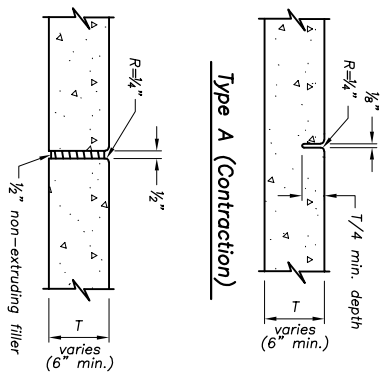 1/8"
R=1/4"
T/4 min. depth
T
varies
(6" min.)
Type A (Contraction)
R=1/4"
1/2"
1/2" non-extruding filler
T
varies
(6" min.)